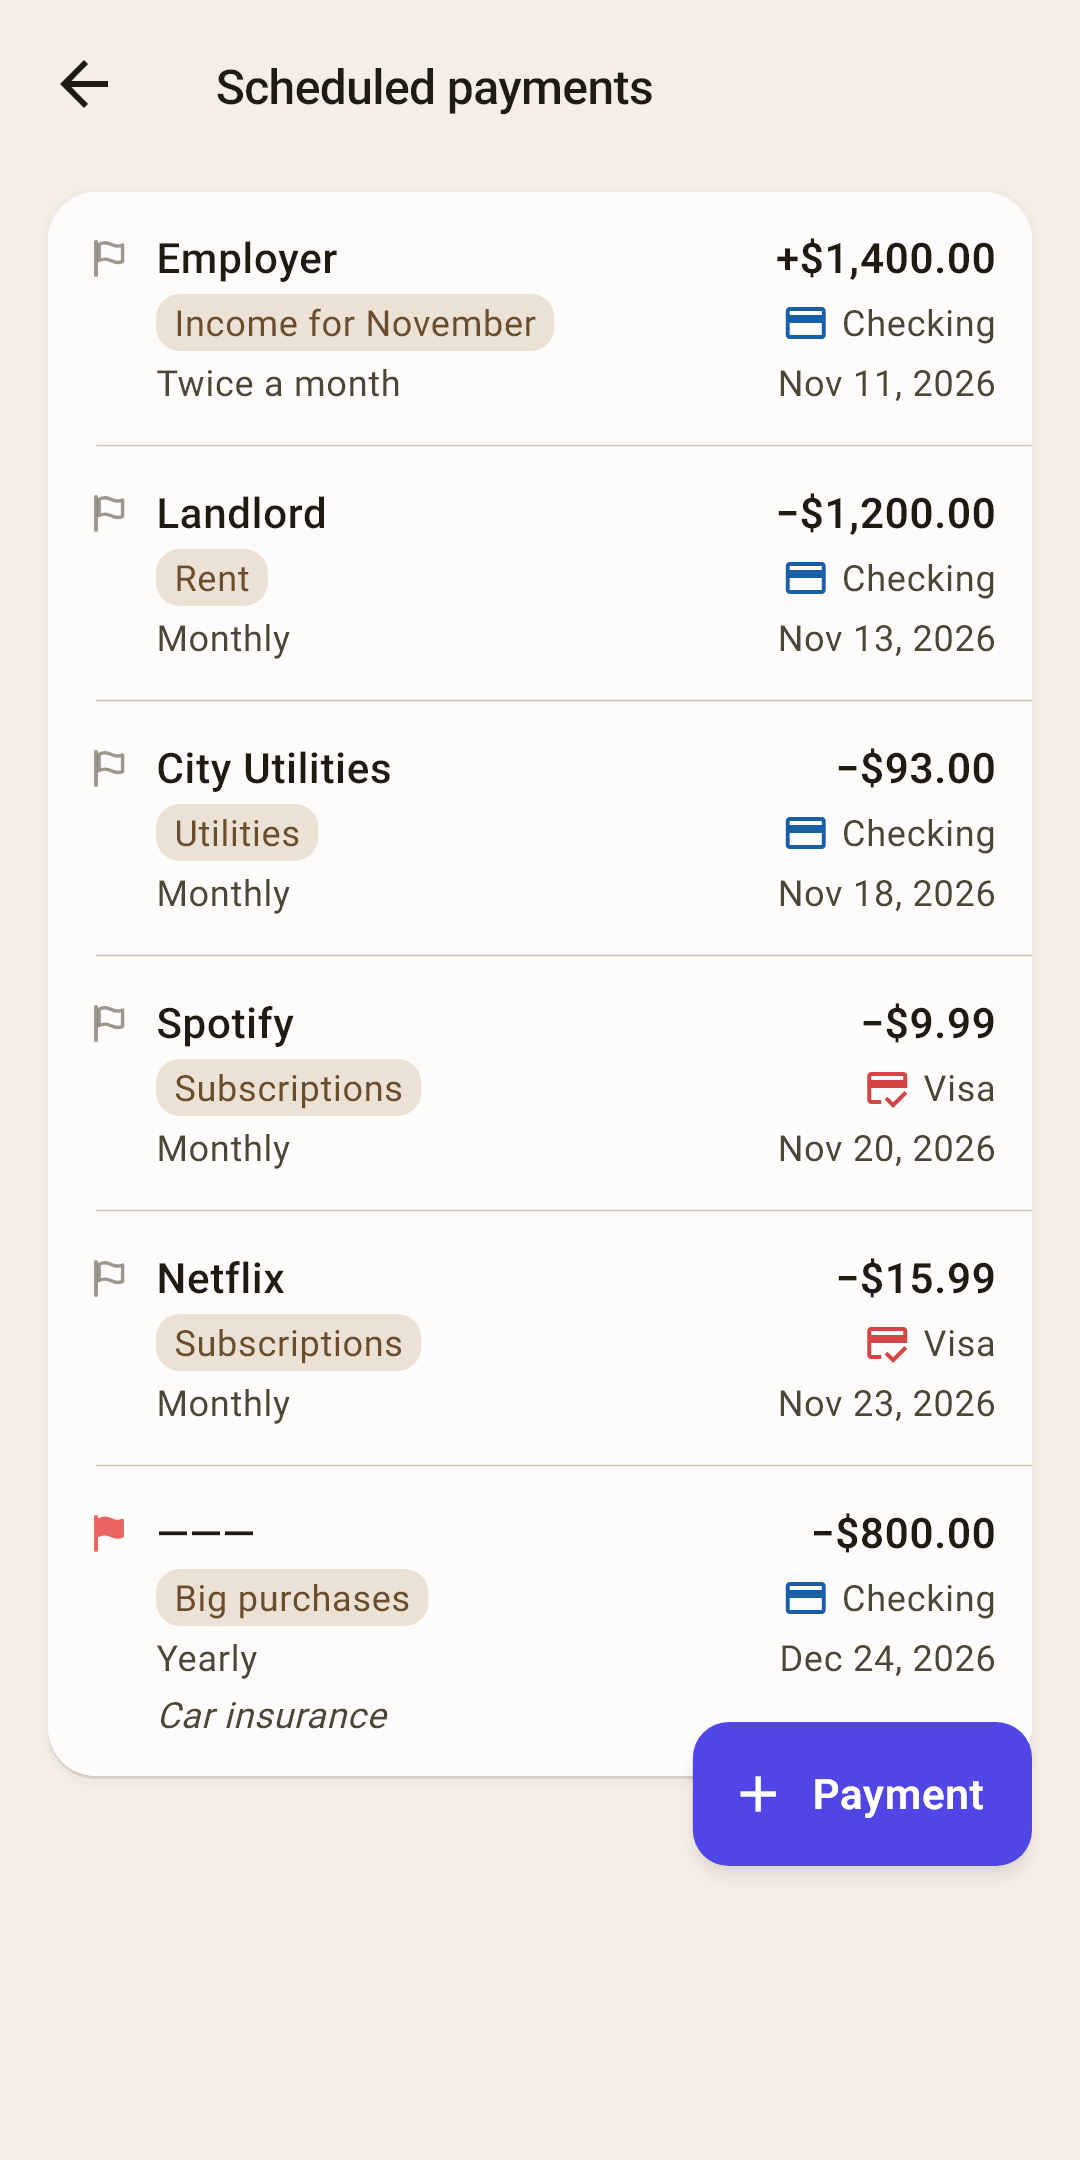 Scheduled payments
Employer +$1,400.00
Income for November Checking
Twice a month Nov 11, 2026
Landlord −$1,200.00
Rent Checking
Monthly Nov 13, 2026
City Utilities −$93.00
Utilities Checking
Monthly Nov 18, 2026
Spotify −$9.99
Subscriptions Visa
Monthly Nov 20, 2026
Netflix −$15.99
Subscriptions Visa
Monthly Nov 23, 2026
——— −$800.00
Big purchases Checking
Yearly Dec 24, 2026
Car insurance
+ Payment